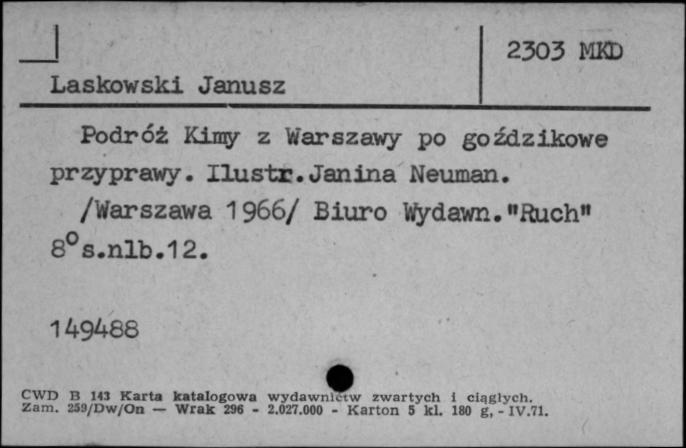 2303 MKD
Laskowski Janusz
Podróż Kimy z Warszawy po goździkowe
przyprawy. Ilustr.Janina Neuman.
/Warszawa 1966/ Biuro Wydawn."Ruch"
8° s.nlb.12.
149488
CWD B 143 Karta katalogowa wydawnictw zwartych i ciągłych.
Zam. 259/Dw/On — Wrak 296 - 2.027.000 - Karton 5 kl. 180 g, - IV.71.